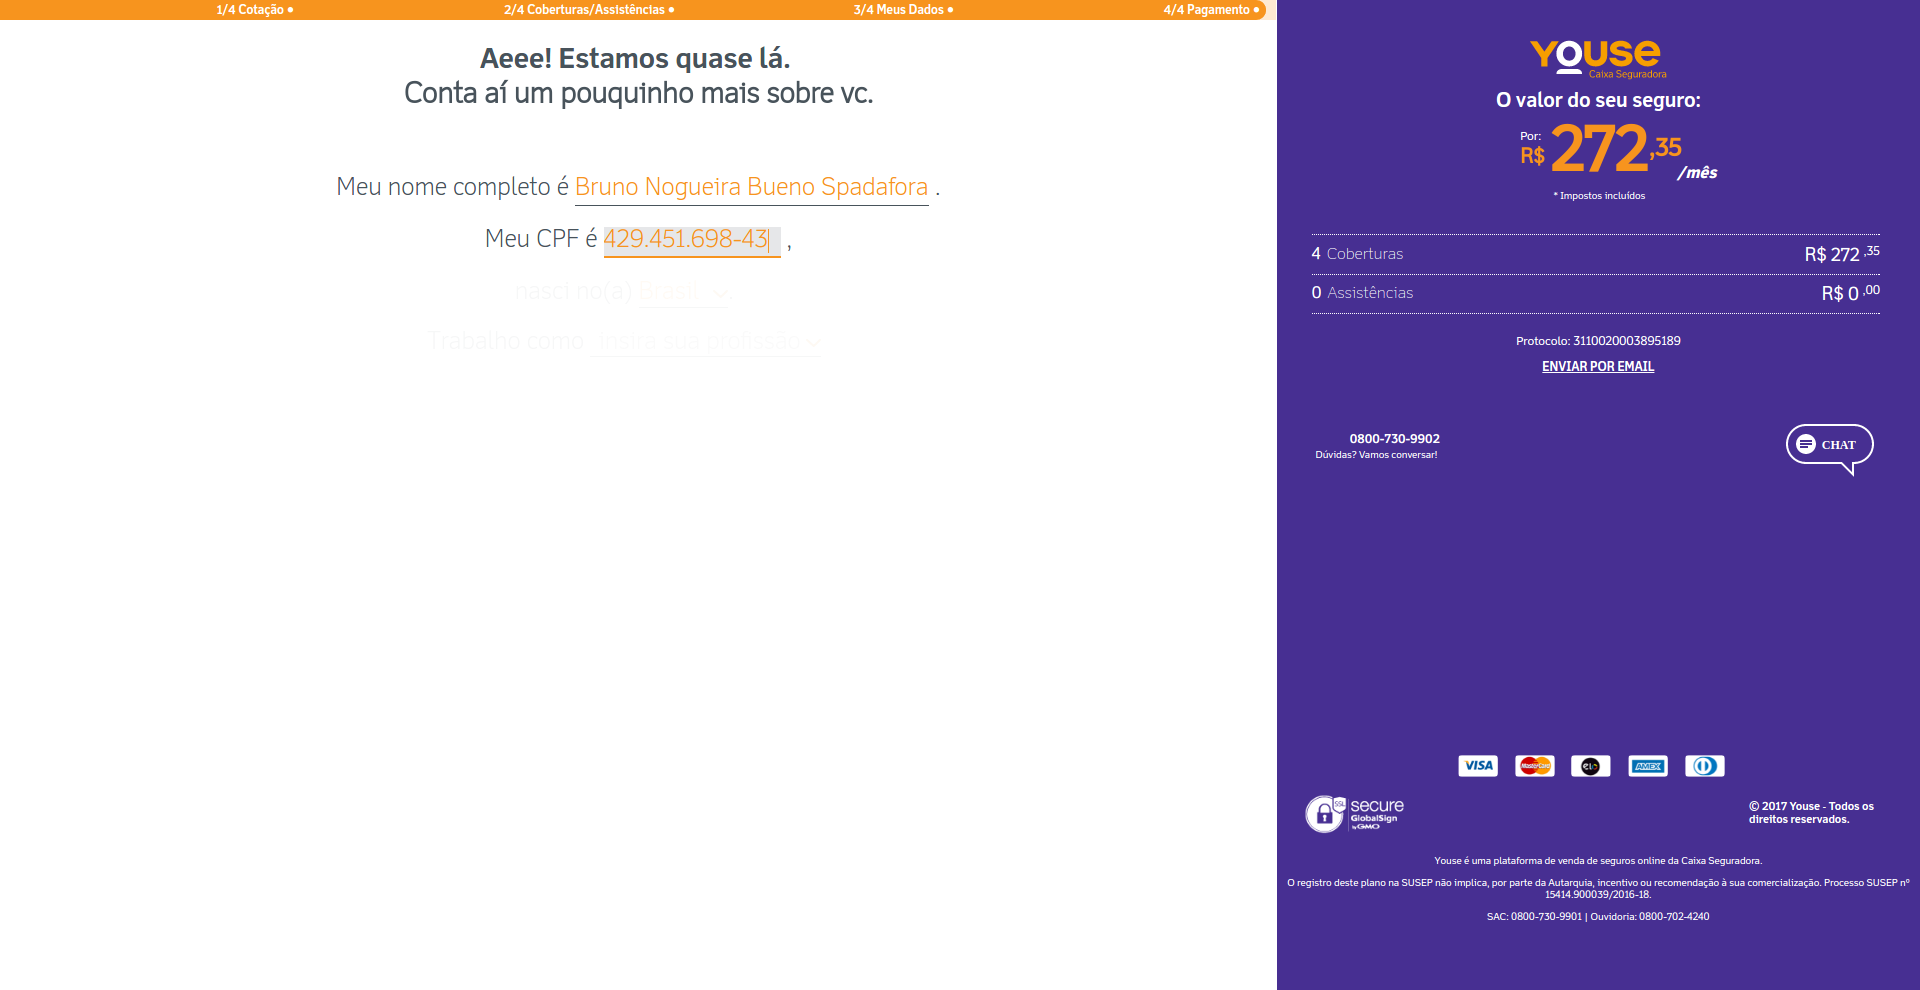 1/4 Cotação •
2/4 Coberturas/Assistências •
3/4 Meus Dados •
4/4 Pagamento •
Aeee! Estamos quase lá.
Conta aí um pouquinho mais sobre vc.
Meu nome completo é Bruno Nogueira Bueno Spadafora .
Meu CPF é 429.451.698-43 ,
nasci no(a) Brasil .
Trabalho como insira sua profissão
Youse
Caixa Seguradora
O valor do seu seguro:
Por:
R$ 272,35
/mês
* Impostos incluídos
4 Coberturas R$ 272 ,35
0 Assistências R$ 0 ,00
Protocolo: 3110020003895189
ENVIAR POR EMAIL
0800-730-9902
Dúvidas? Vamos conversar!
CHAT
VISA MasterCard elo AMEX
SSL
secure
GlobalSign
by GMO
© 2017 Youse - Todos os
direitos reservados.
Youse é uma plataforma de venda de seguros online da Caixa Seguradora.
O registro deste plano na SUSEP não implica, por parte da Autarquia, incentivo ou recomendação à sua comercialização. Processo SUSEP nº
15414.900039/2016-18.
SAC: 0800-730-9901 | Ouvidoria: 0800-702-4240